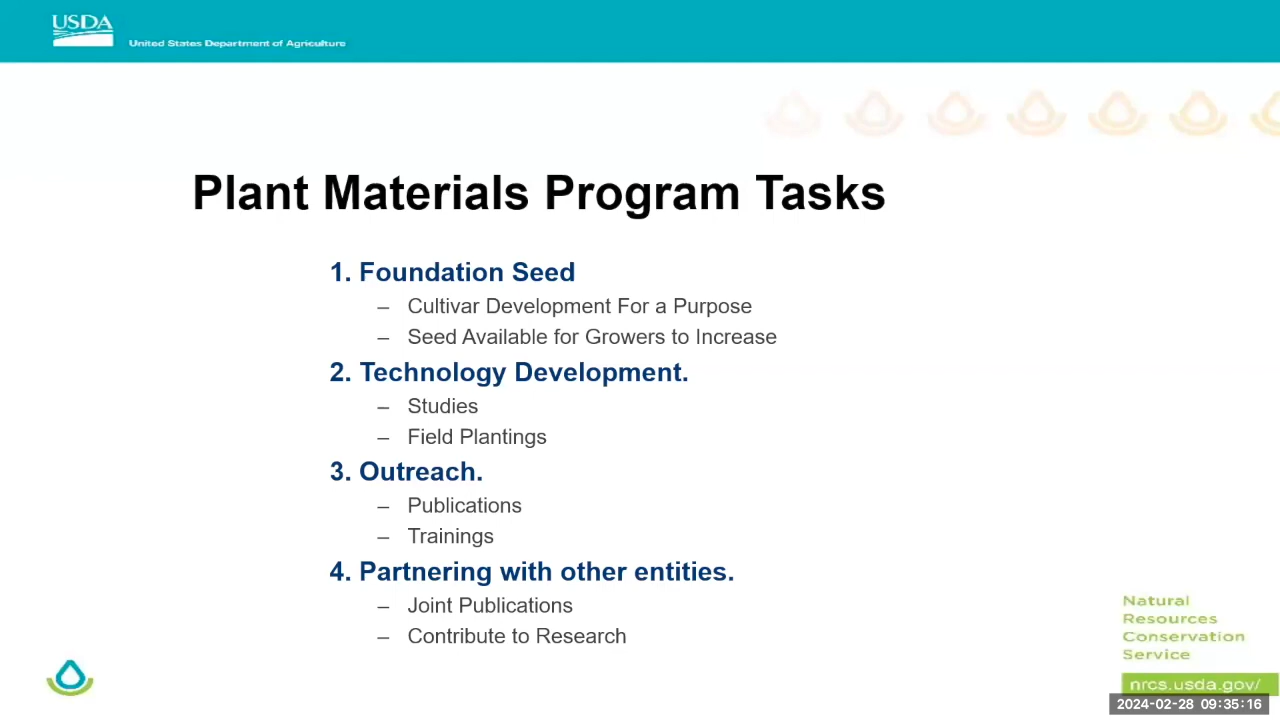 USDA
United States Department of Agriculture
Plant Materials Program Tasks
1. Foundation Seed
– Cultivar Development For a Purpose
– Seed Available for Growers to Increase
2. Technology Development.
– Studies
– Field Plantings
3. Outreach.
– Publications
– Trainings
4. Partnering with other entities.
– Joint Publications
– Contribute to Research
Natural
Resources
Conservation
Service
nrcs.usda.gov/
2024-02-28 09:35:16